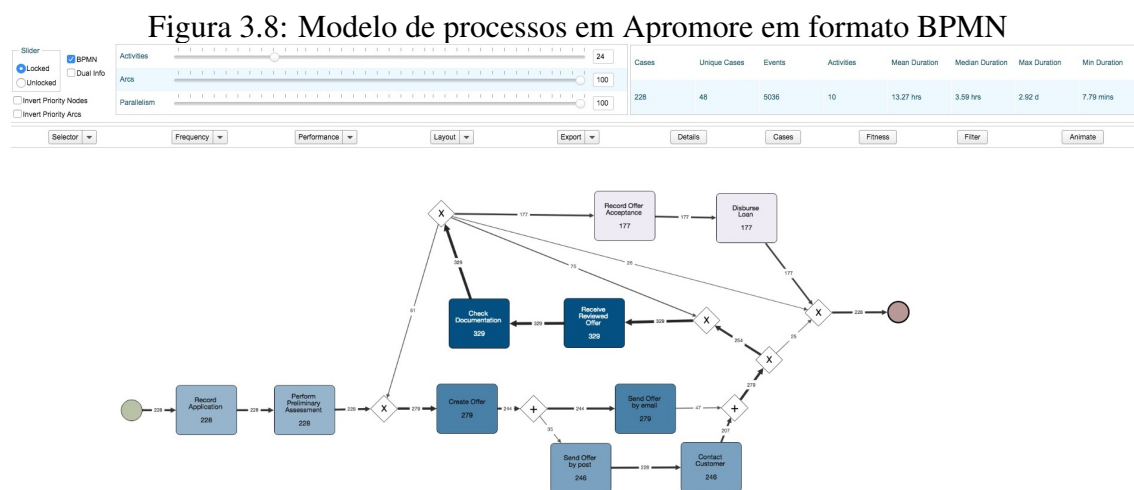 Figura 3.8: Modelo de processos em Apromore em formato BPMN
Slider
Locked
Unlocked
BPMN
Dual Info
Invert Priority Nodes
Invert Priority Arcs
Activities 24
Arcs 100
Parallelism 100
Cases Unique Cases Events Activities Mean Duration Median Duration Max Duration Min Duration
228 48 5036 10 13.27 hrs 3.59 hrs 2.92 d 7.79 mins
Selector Frequency Performance Layout Export Details Cases Fitness Filter Animate
X
177
Record Offer
Acceptance
177
177
Disburse
Loan
177
177
25
75
329
51
Check
Documentation
329
329
Receive
Reviewed
Offer
329
329
X
X
228
254
25
X
279
228
Record
Application
228
228
Perform
Preliminary
Assessment
228
228
X
279
Create Offer
279
244
+
244
Send Offer
by email
279
47
+
35
207
Send Offer
by post
246
228
Contact
Customer
246